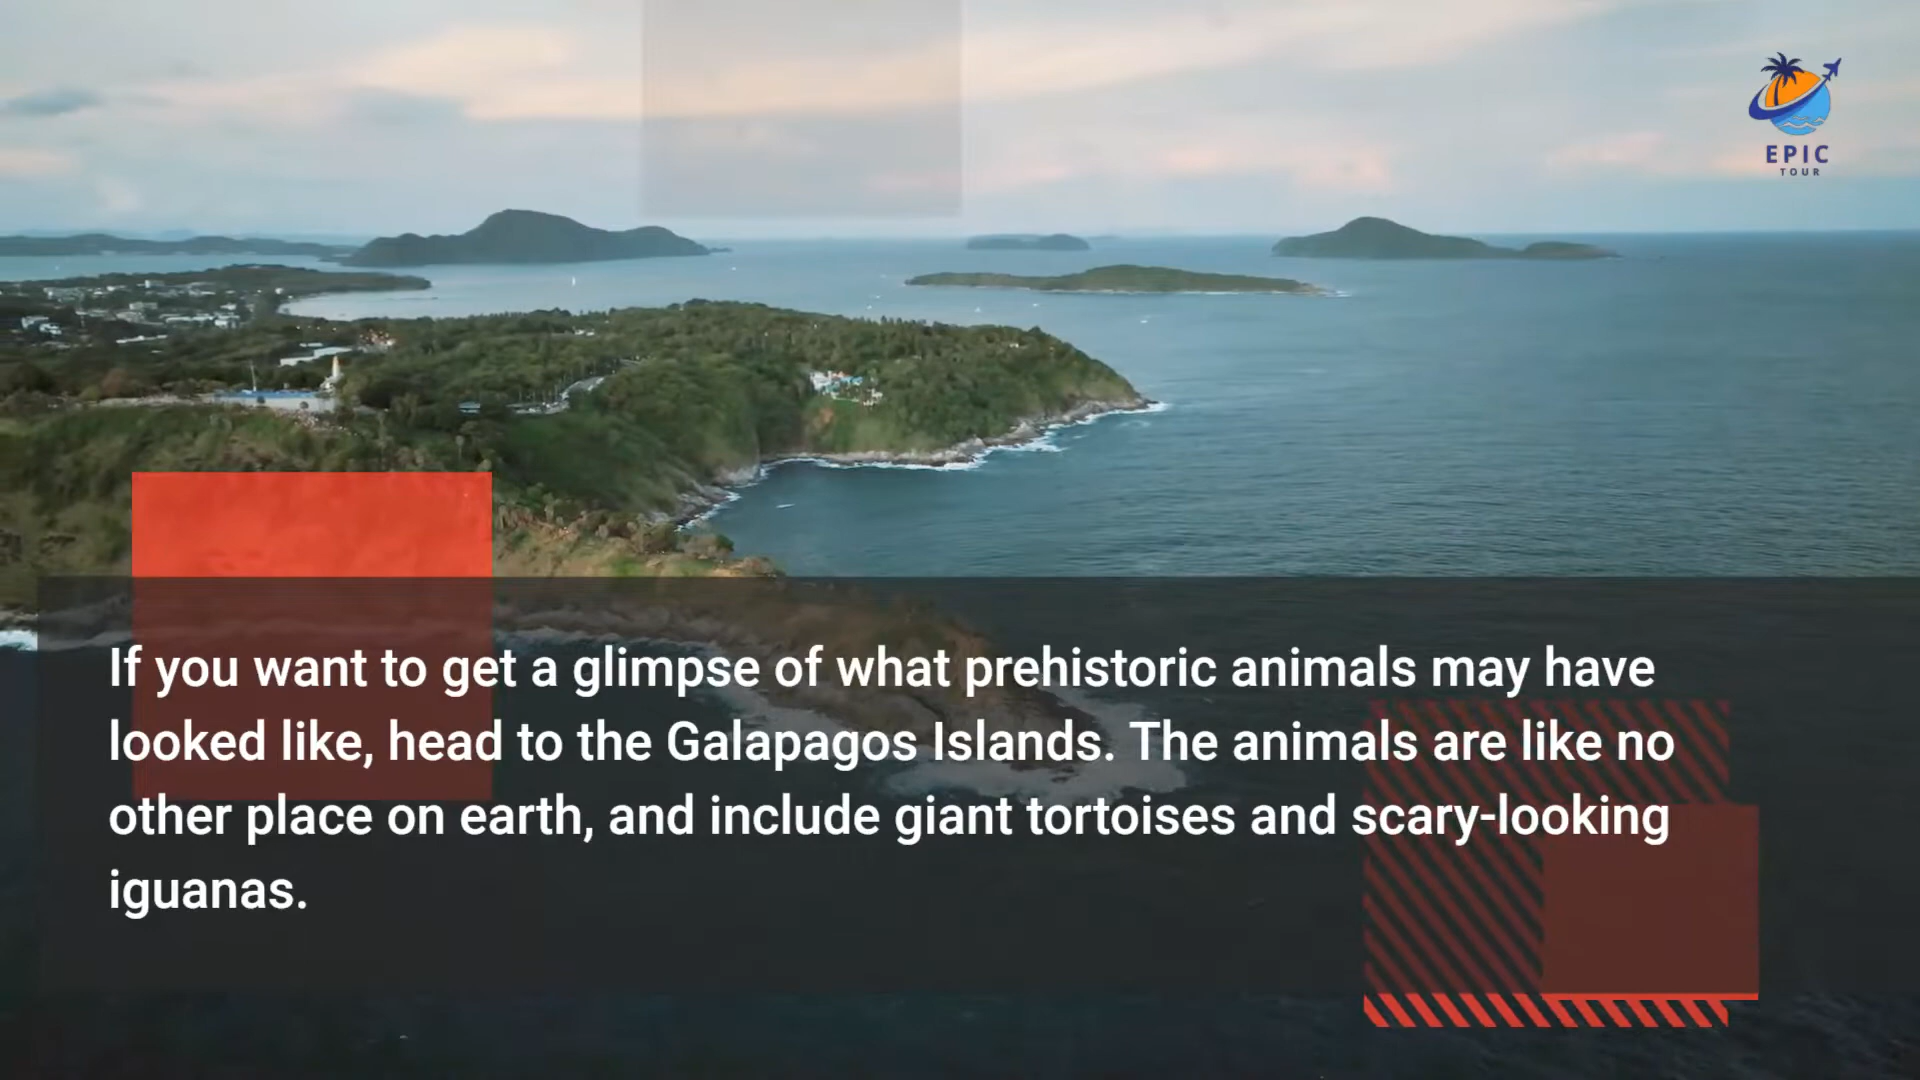 EPIC
TOUR
If you want to get a glimpse of what prehistoric animals may have
looked like, head to the Galapagos Islands. The animals are like no
other place on earth, and include giant tortoises and scary-looking
iguanas.